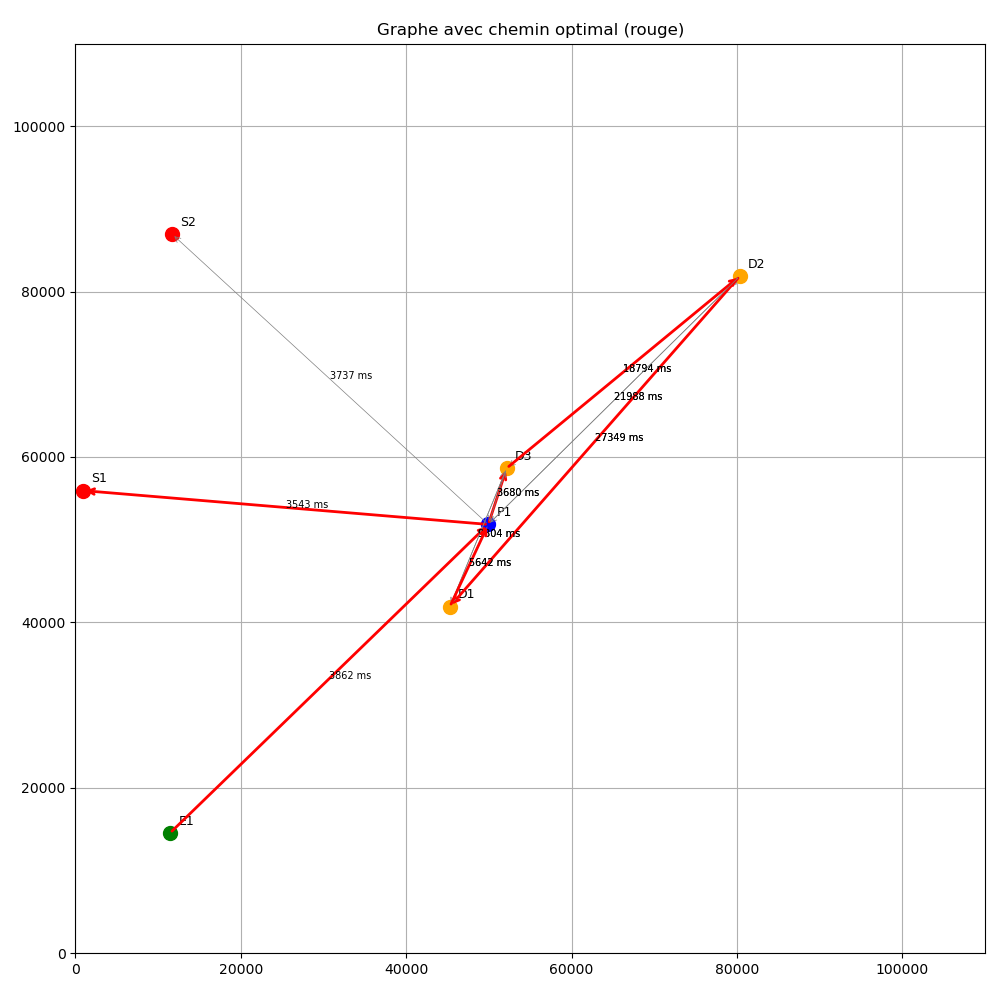 Graphe avec chemin optimal (rouge)
100000
S2
D2
80000
3737 ms
18794 ms
21988 ms
27349 ms
60000
D3
S1
3680 ms
3543 ms
P1
ms
5642 ms
D1
40000
3862 ms
20000
E1
0
0
20000
40000
60000
80000
100000